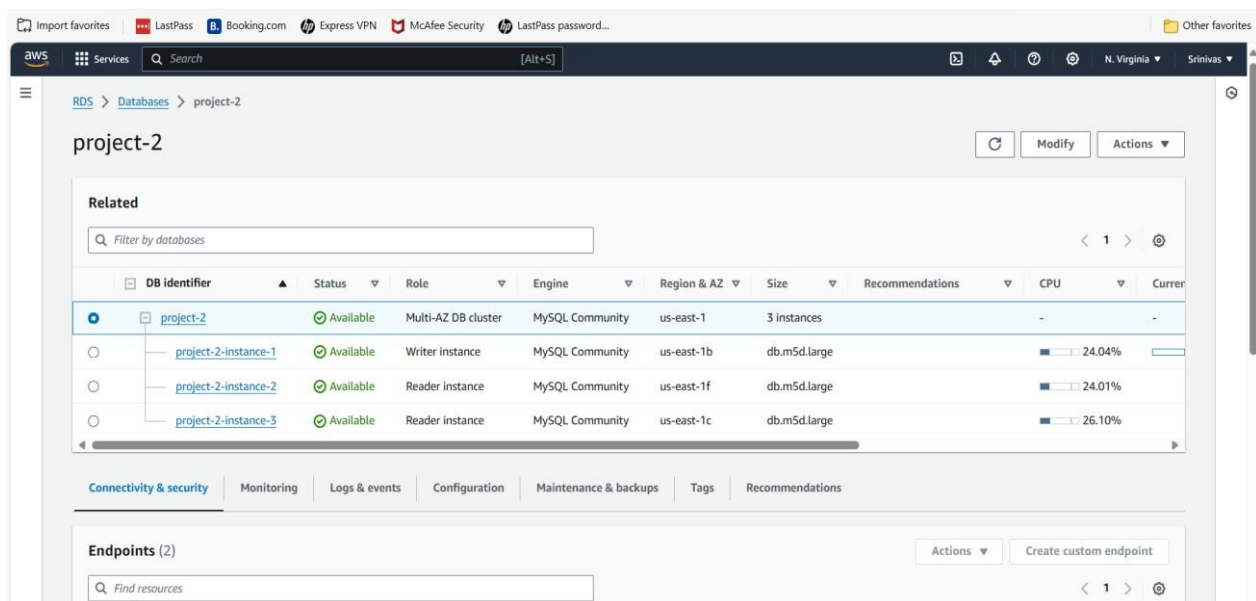 Import favorites LastPass B. Booking.com Express VPN McAfee Security LastPass password... Other favorites
aws Services Search [Alt+S] N. Virginia ▼ Srinivas ▼
RDS > Databases > project-2
project-2 Modify Actions ▼
Related
Filter by databases < 1 >
DB identifier ▲ Status Role Engine Region & AZ Size Recommendations CPU Curren
project-2 Available Multi-AZ DB cluster MySQL Community us-east-1 3 instances - -
project-2-instance-1 Available Writer instance MySQL Community us-east-1b db.m5d.large 24.04%
project-2-instance-2 Available Reader instance MySQL Community us-east-1f db.m5d.large 24.01%
project-2-instance-3 Available Reader instance MySQL Community us-east-1c db.m5d.large 26.10%
Connectivity & security Monitoring Logs & events Configuration Maintenance & backups Tags Recommendations
Endpoints (2) Actions ▼ Create custom endpoint
Find resources < 1 >